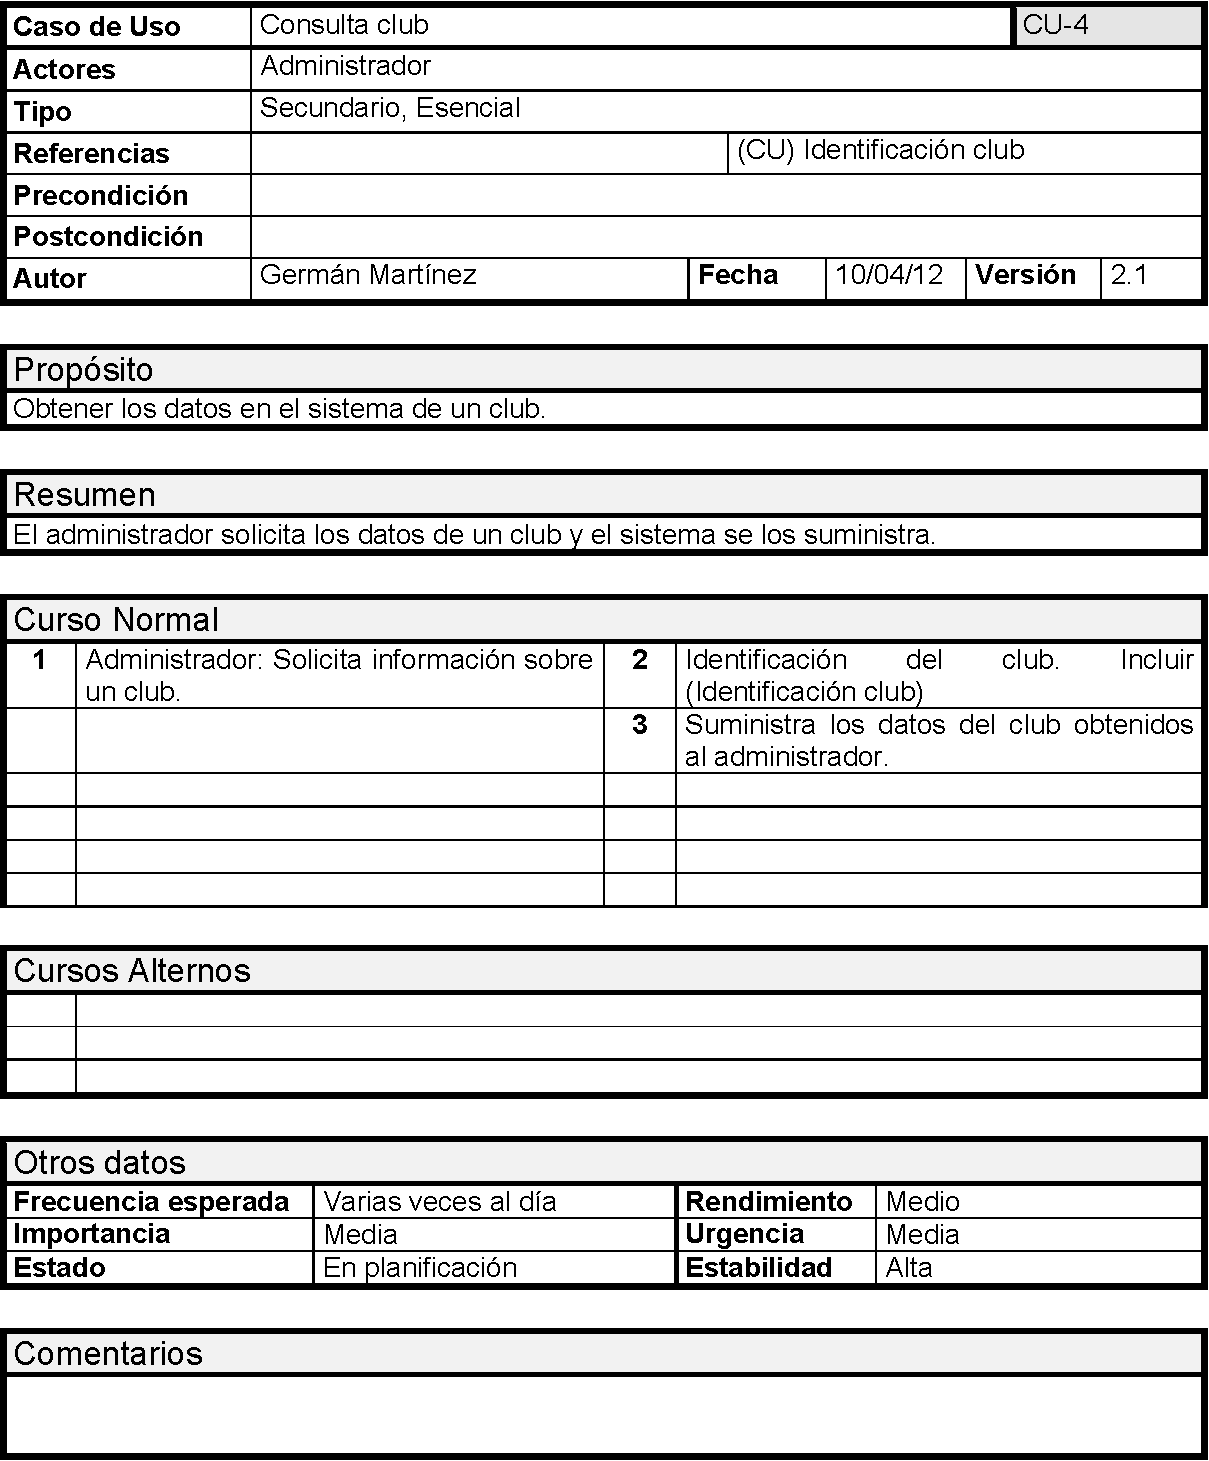 Caso de Uso Consulta club CU-4
Actores Administrador
Tipo Secundario, Esencial
Referencias (CU) Identificación club
Precondición
Postcondición
Autor Germán Martínez Fecha 10/04/12 Versión 2.1
Propósito
Obtener los datos en el sistema de un club.
Resumen
El administrador solicita los datos de un club y el sistema se los suministra.
Curso Normal
1 Administrador: Solicita información sobre
un club.
2 Identificación del club. Incluir
(Identificación club)
3 Suministra los datos del club obtenidos
al administrador.
Cursos Alternos
Otros datos
Frecuencia esperada Varias veces al día Rendimiento Medio
Importancia Media Urgencia Media
Estado En planificación Estabilidad Alta
Comentarios